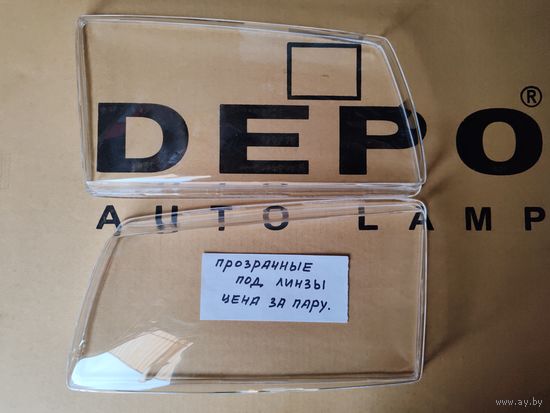 DEPO®
AUTO LAMP
ПРОЗРАЧНЫЕ
ПОД ЛИНЗЫ
ЦЕНА ЗА ПАРУ.
www.ay.by